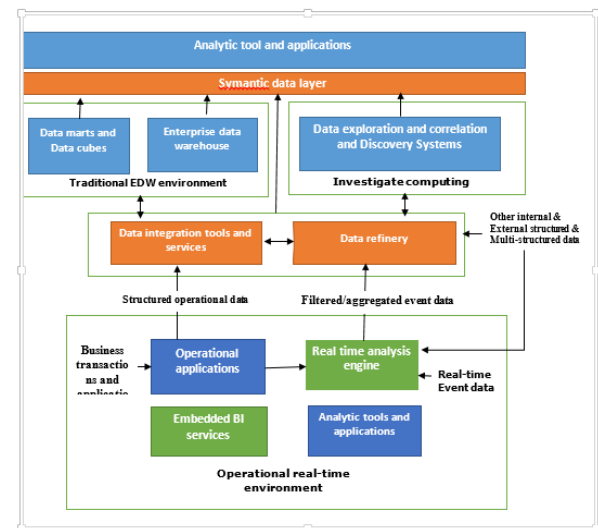 Analytic tool and applications
Symantic data layer
Data marts and
Data cubes
Enterprise data
warehouse
Data exploration and correlation
and Discovery Systems
Traditional EDW environment
Investigate computing
Data integration tools and
services
Data refinery
Other internal &
External structured &
Multi-structured data
Structured operational data
Filtered/aggregated event data
Business
transactio
ns and
applicatio
Operational
applications
Real time analysis
engine
Real-time
Event data
Embedded BI
services
Analytic tools and
applications
Operational real-time
environment